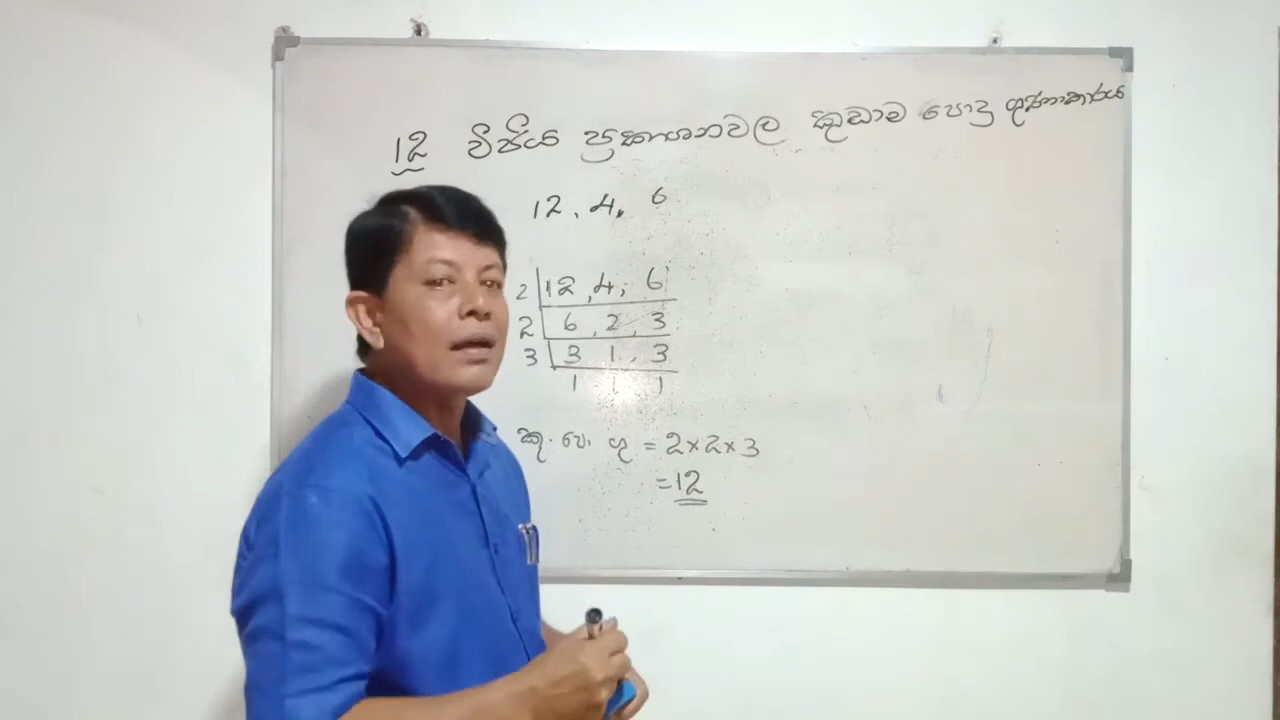 12 වීජීය ප්‍රකාශනවල කුඩාම පොදු ගුණාකාරය
12, 4, 6
2 12, 4, 6
2 6, 2, 3
3 3 1, 3
1 1 1
කු. පො. ගු = 2×2×3
= 12